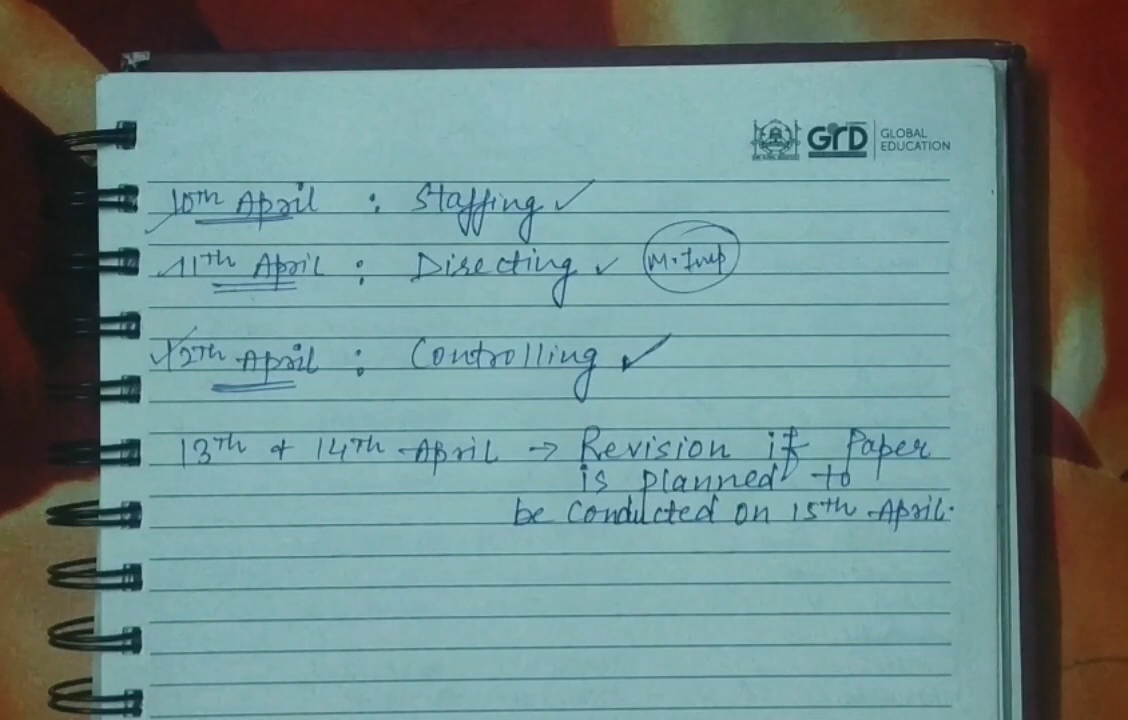 GrD GLOBAL
EDUCATION
10th April : Staffing ✓
11th April : Directing ✓ M.Imp
12th April : Controlling ✓
13th & 14th April → Revision if Paper
is planned to
be conducted on 15th April.